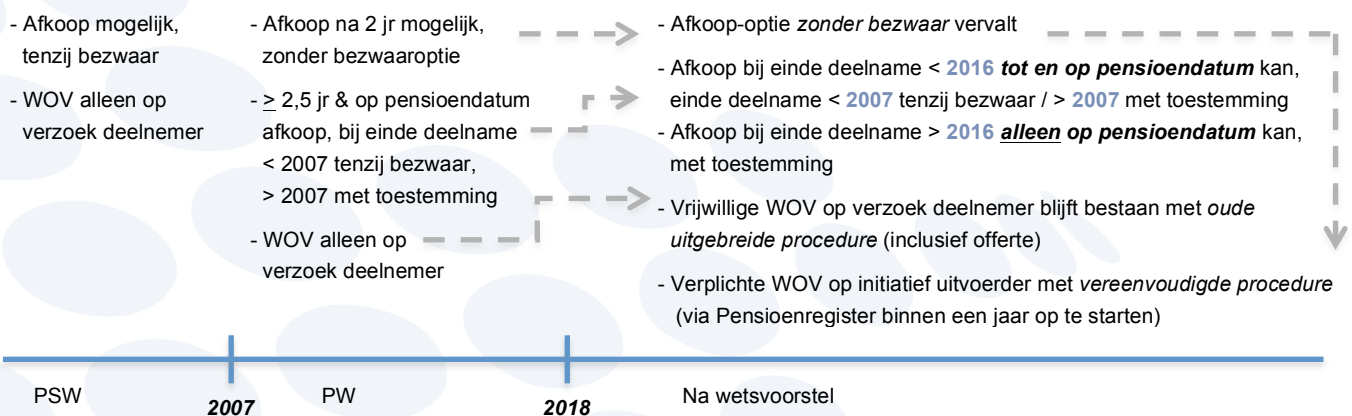 - Afkoop mogelijk,
tenzij bezwaar
- WOV alleen op
verzoek deelnemer
- Afkoop na 2 jr mogelijk,
zonder bezwaaroptie
- ≥ 2,5 jr & op pensioendatum
afkoop, bij einde deelname
< 2007 tenzij bezwaar,
> 2007 met toestemming
- WOV alleen op
verzoek deelnemer
- Afkoop-optie zonder bezwaar vervalt
- Afkoop bij einde deelname < 2016 tot en op pensioendatum kan,
einde deelname < 2007 tenzij bezwaar / > 2007 met toestemming
- Afkoop bij einde deelname > 2016 alleen op pensioendatum kan,
met toestemming
- Vrijwillige WOV op verzoek deelnemer blijft bestaan met oude
uitgebreide procedure (inclusief offerte)
- Verplichte WOV op initiatief uitvoerder met vereenvoudigde procedure
(via Pensioenregister binnen een jaar op te starten)
PSW
2007
PW
2018
Na wetsvoorstel